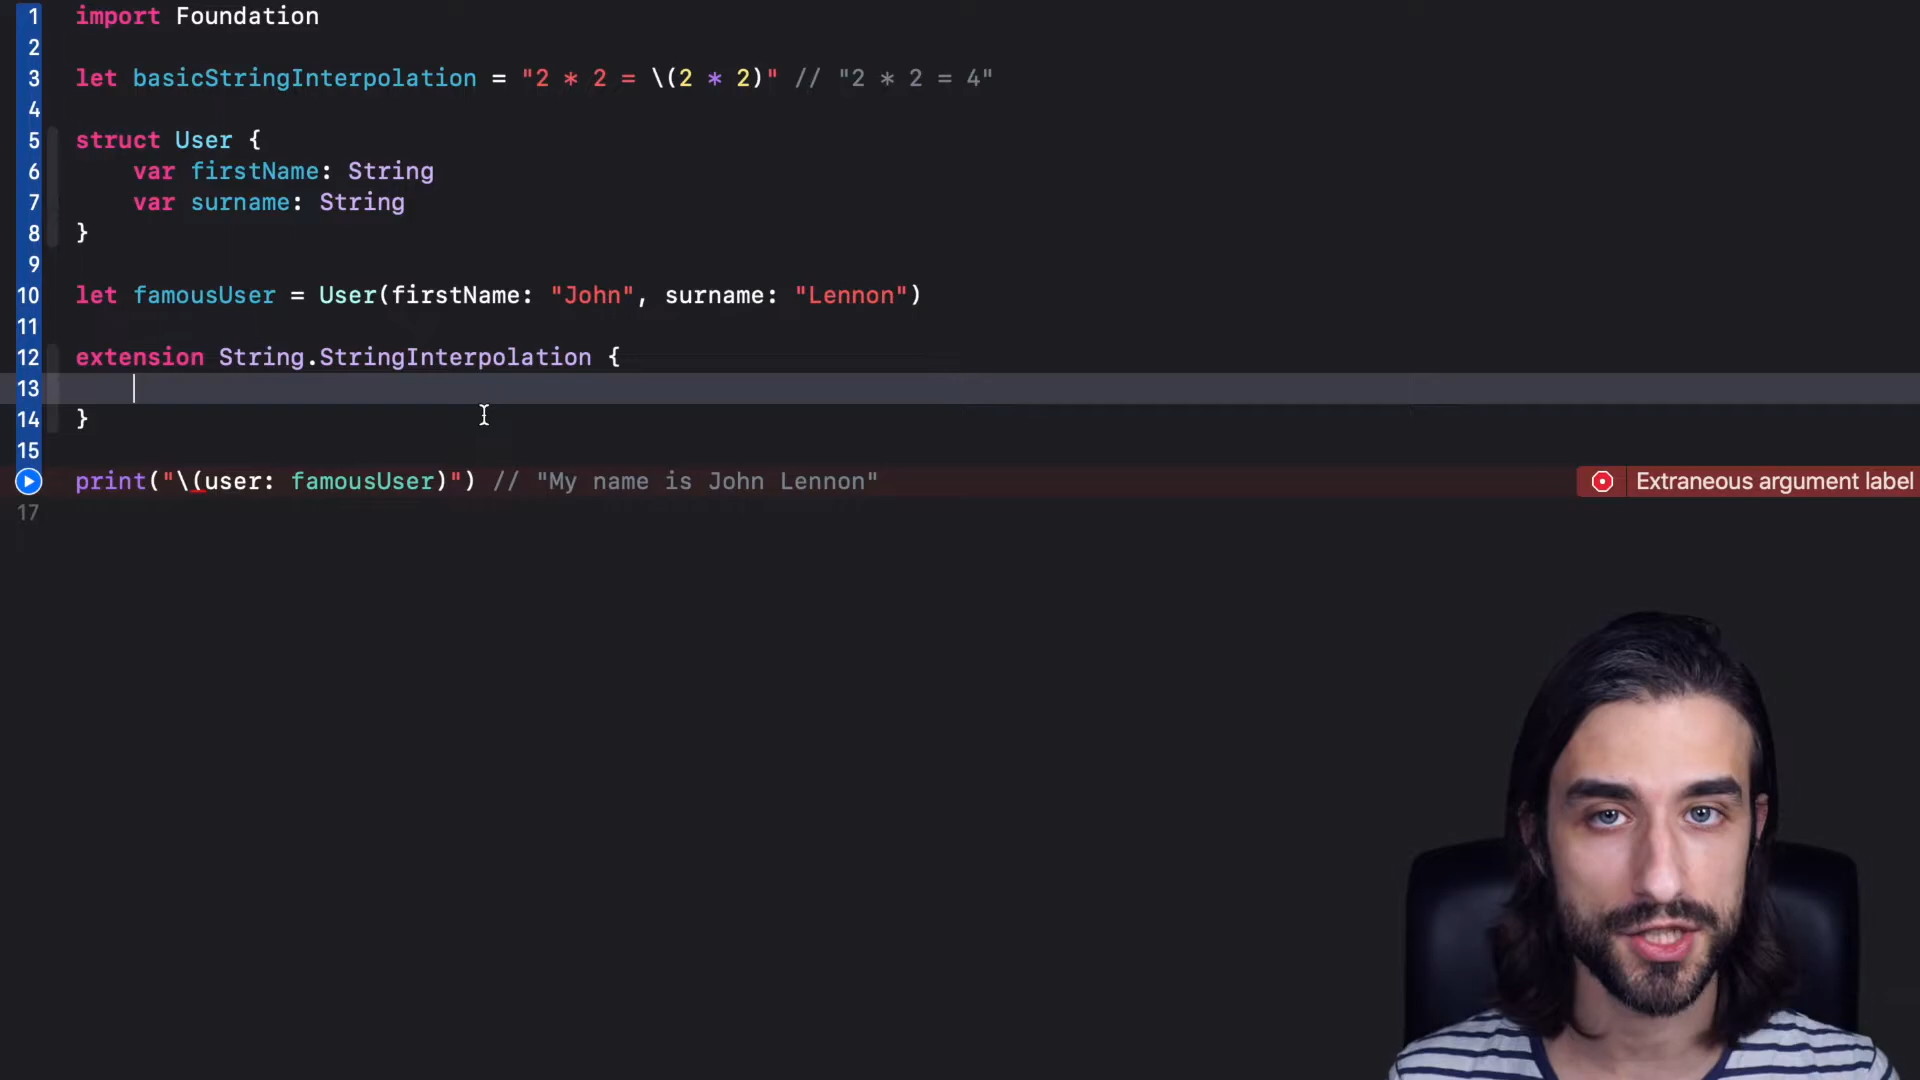 1 import Foundation
2
3 let basicStringInterpolation = "2 * 2 = \(2 * 2)" // "2 * 2 = 4"
4
5 struct User {
6 var firstName: String
7 var surname: String
8 }
9
10 let famousUser = User(firstName: "John", surname: "Lennon")
11
12 extension String.StringInterpolation {
13
14 }
15
print("\(user: famousUser)") // "My name is John Lennon" Extraneous argument label
17